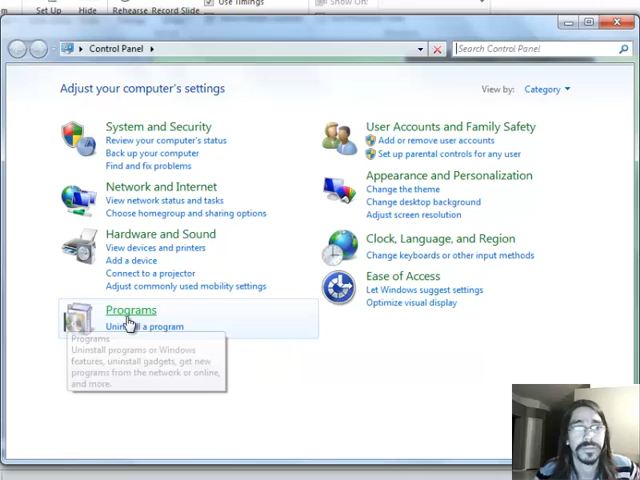 Set Up
Hide
Rehearse
Record Slide
Use Timings
Show On:
Control Panel
Search Control Panel
Adjust your computer's settings
View by: Category
System and Security
Review your computer's status
Back up your computer
Find and fix problems
Network and Internet
View network status and tasks
Choose homegroup and sharing options
Hardware and Sound
View devices and printers
Add a device
Connect to a projector
Adjust commonly used mobility settings
Programs
Uninstall a program
Programs
Uninstall programs or Windows
features, uninstall gadgets, get new
programs from the network or online,
and more.
User Accounts and Family Safety
Add or remove user accounts
Set up parental controls for any user
Appearance and Personalization
Change the theme
Change desktop background
Adjust screen resolution
Clock, Language, and Region
Change keyboards or other input methods
Ease of Access
Let Windows suggest settings
Optimize visual display